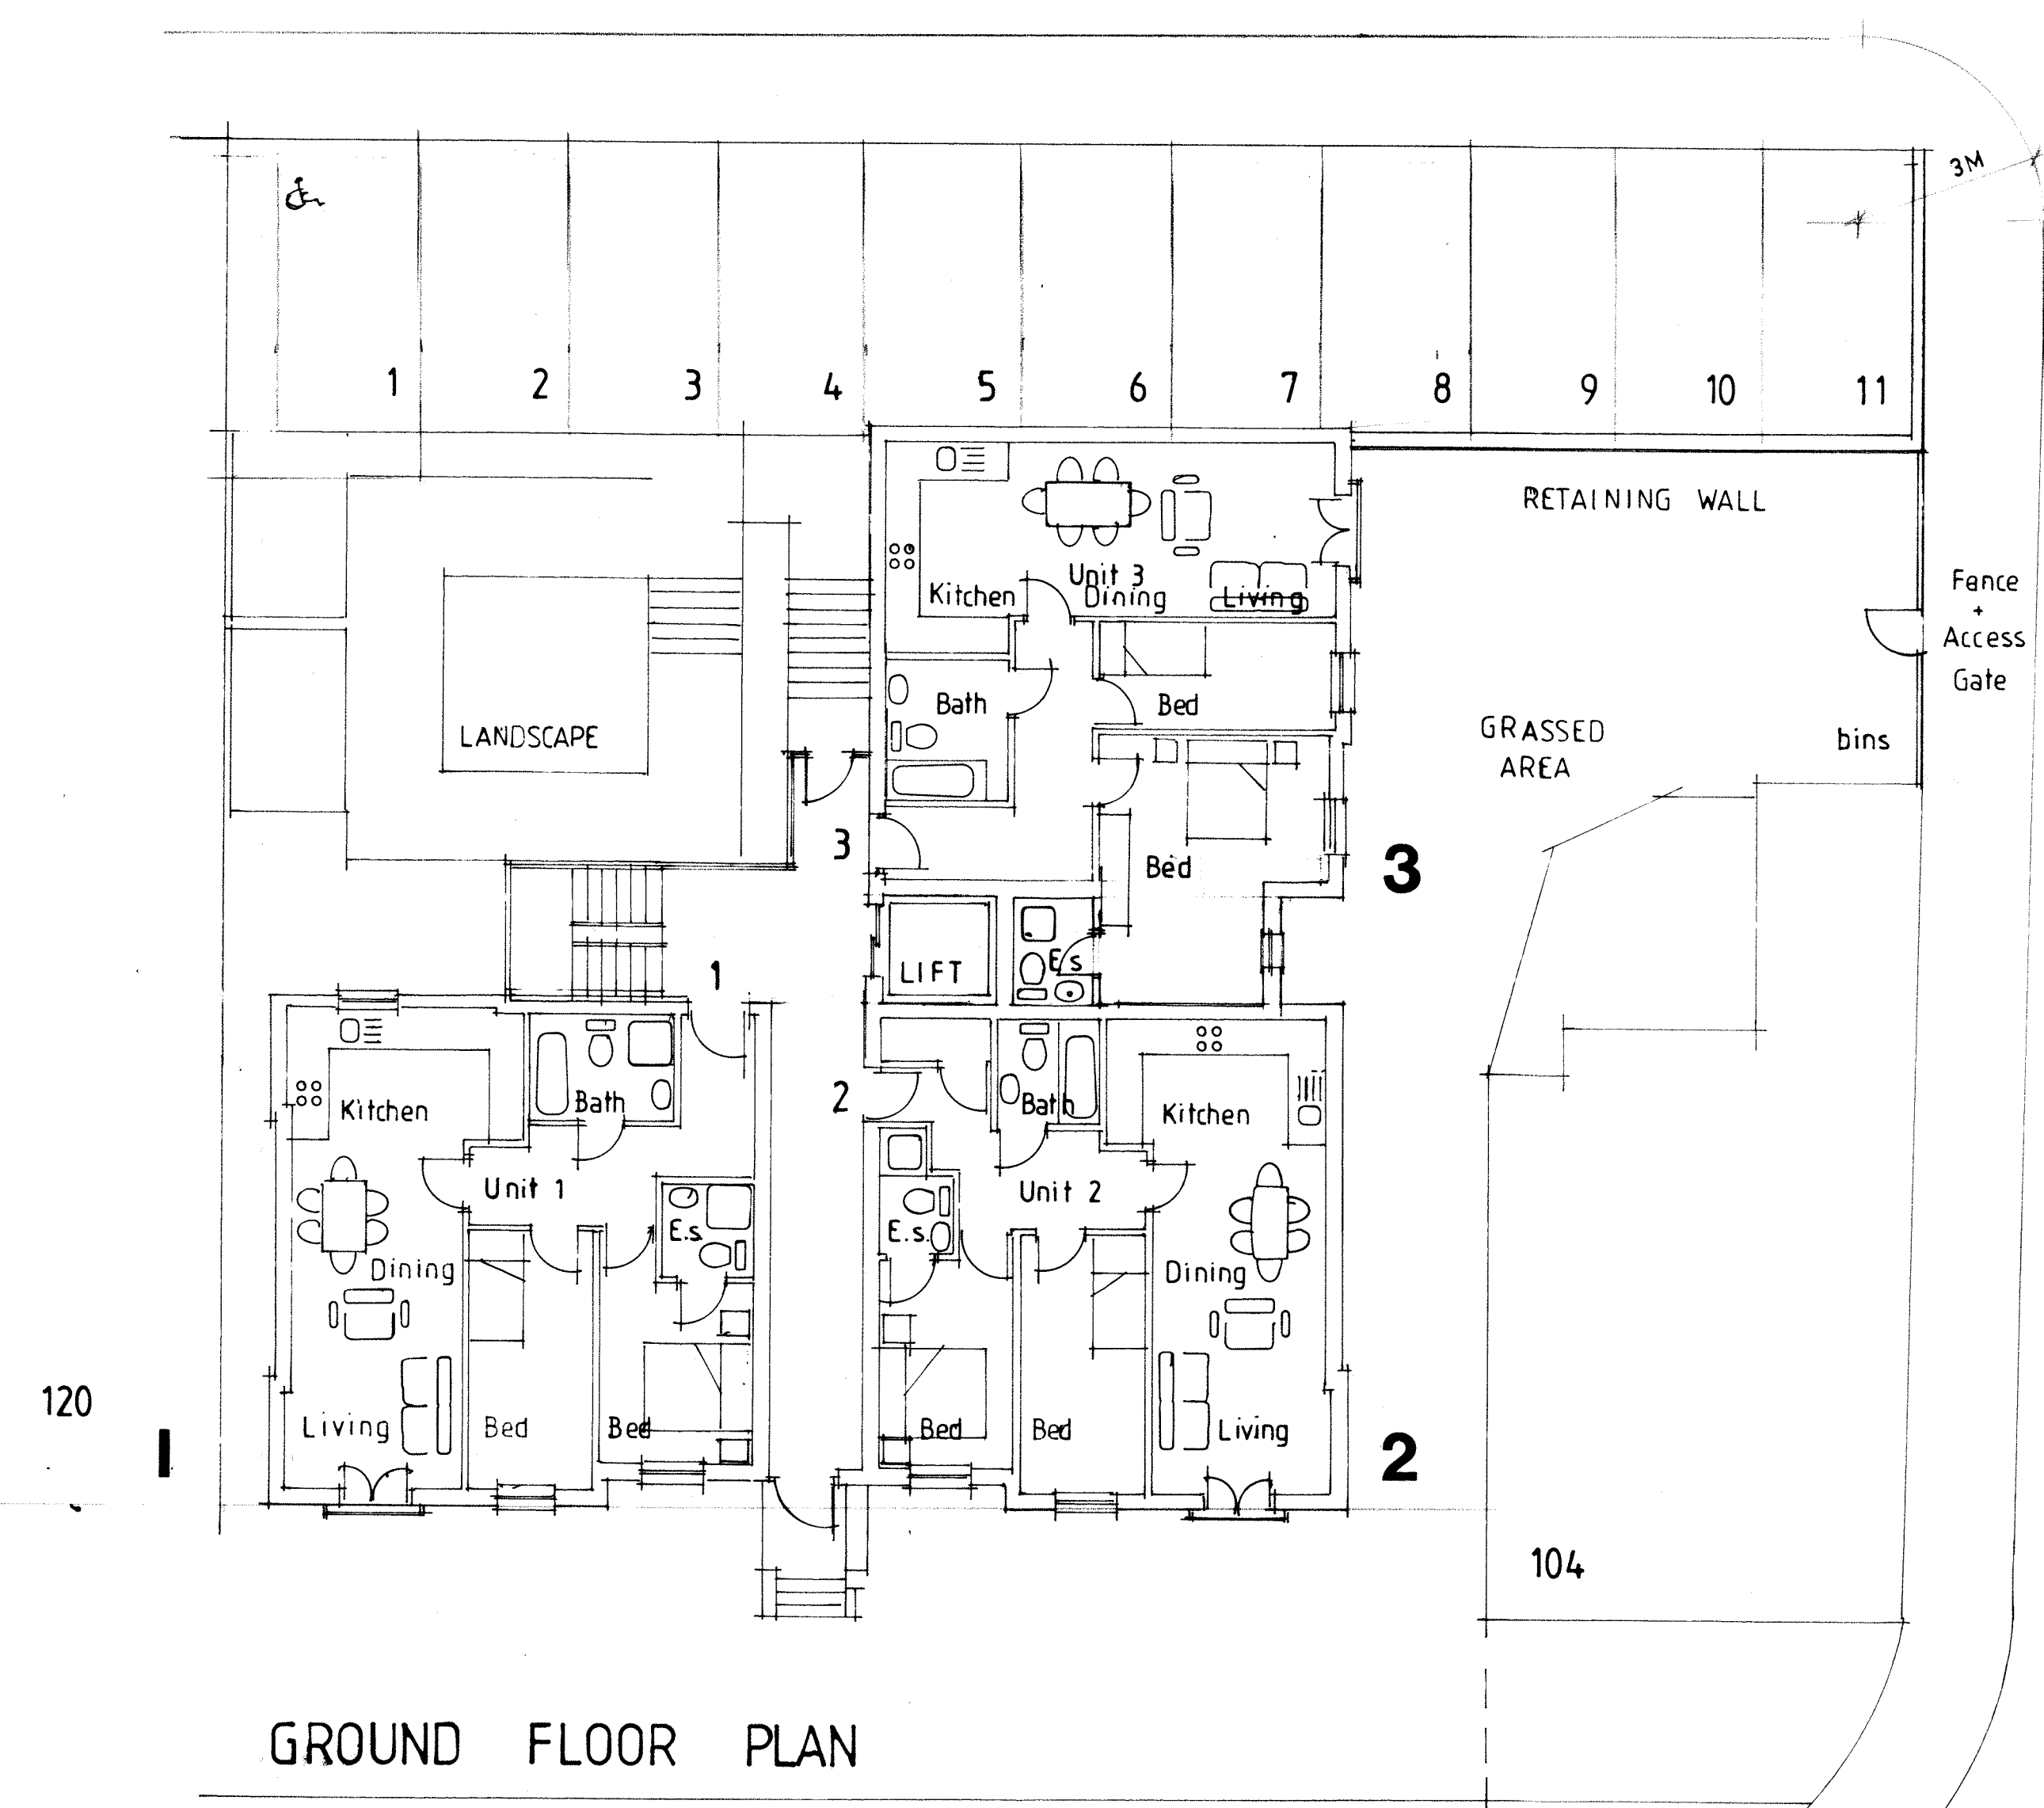 3M
1 2 3 4 5 6 7 8 9 10 11
RETAINING WALL
Unit 3
Kitchen Dining Living
Fence
+
Access
Gate
Bath
Bed
LANDSCAPE
GRASSED
AREA
bins
3
Bed
3
LIFT
E.s
1
Kitchen
Bath
2
Bath
Kitchen
Unit 1
Unit 2
E.s
E.s.
Dining
Dining
120
Living
Bed
Bed
Bed
Bed
Living
1
2
104
GROUND FLOOR PLAN